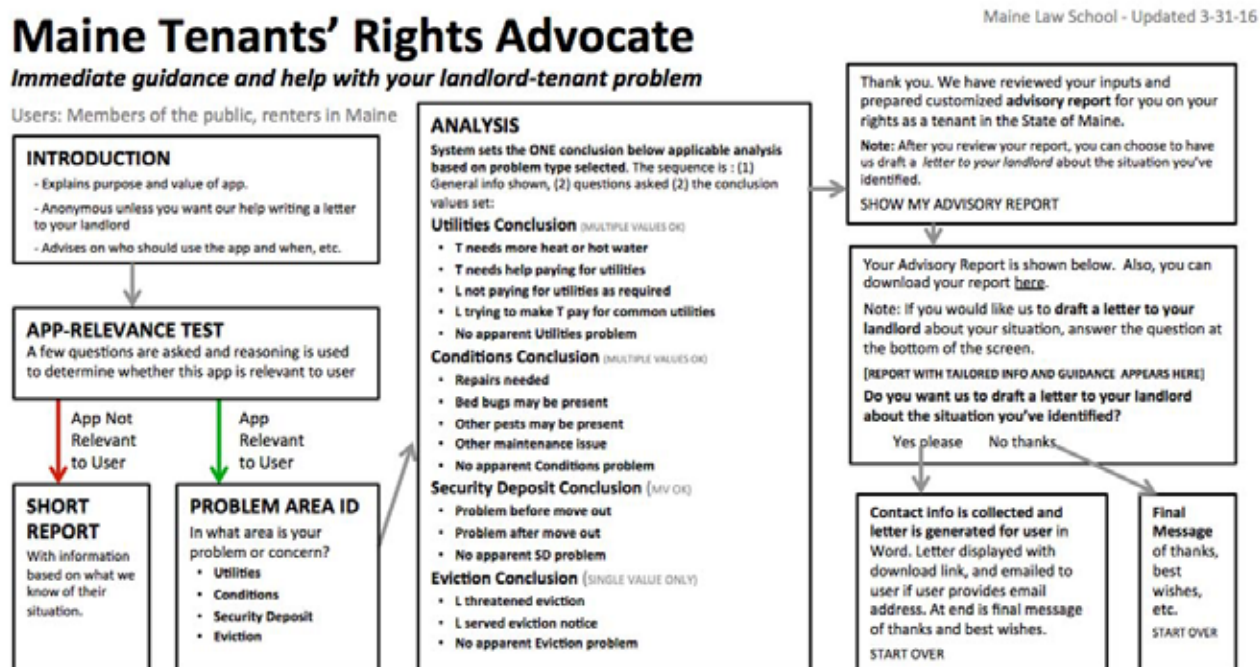 Maine Law School - Updated 3-31-16
Maine Tenants' Rights Advocate
Immediate guidance and help with your landlord-tenant problem
Users: Members of the public, renters in Maine
INTRODUCTION
- Explains purpose and value of app.
- Anonymous unless you want our help writing a letter
to your landlord
- Advises on who should use the app and when, etc.
APP-RELEVANCE TEST
A few questions are asked and reasoning is used
to determine whether this app is relevant to user
App Not
Relevant
to User
App
Relevant
to User
SHORT
REPORT
With information
based on what we
know of their
situation.
PROBLEM AREA ID
In what area is your
problem or concern?
• Utilities
• Conditions
• Security Deposit
• Eviction
ANALYSIS
System sets the ONE conclusion below applicable analysis
based on problem type selected. The sequence is : (1)
General info shown, (2) questions asked (2) the conclusion
values set:
Utilities Conclusion (MULTIPLE VALUES OK)
• T needs more heat or hot water
• T needs help paying for utilities
• L not paying for utilities as required
• L trying to make T pay for common utilities
• No apparent Utilities problem
Conditions Conclusion (MULTIPLE VALUES OK)
• Repairs needed
• Bed bugs may be present
• Other pests may be present
• Other maintenance issue
• No apparent Conditions problem
Security Deposit Conclusion (MV OK)
• Problem before move out
• Problem after move out
• No apparent SD problem
Eviction Conclusion (SINGLE VALUE ONLY)
• L threatened eviction
• L served eviction notice
• No apparent Eviction problem
Thank you. We have reviewed your inputs and
prepared customized advisory report for you on your
rights as a tenant in the State of Maine.
Note: After you review your report, you can choose to have
us draft a letter to your landlord about the situation you've
identified.
SHOW MY ADVISORY REPORT
Your Advisory Report is shown below. Also, you can
download your report here.
Note: If you would like us to draft a letter to your
landlord about your situation, answer the question at
the bottom of the screen.
[REPORT WITH TAILORED INFO AND GUIDANCE APPEARS HERE]
Do you want us to draft a letter to your landlord
about the situation you've identified?
Yes please No thanks
Contact info is collected and
letter is generated for user in
Word. Letter displayed with
download link, and emailed to
user if user provides email
address. At end is final message
of thanks and best wishes.
START OVER
Final
Message
of thanks,
best
wishes,
etc.
START OVER